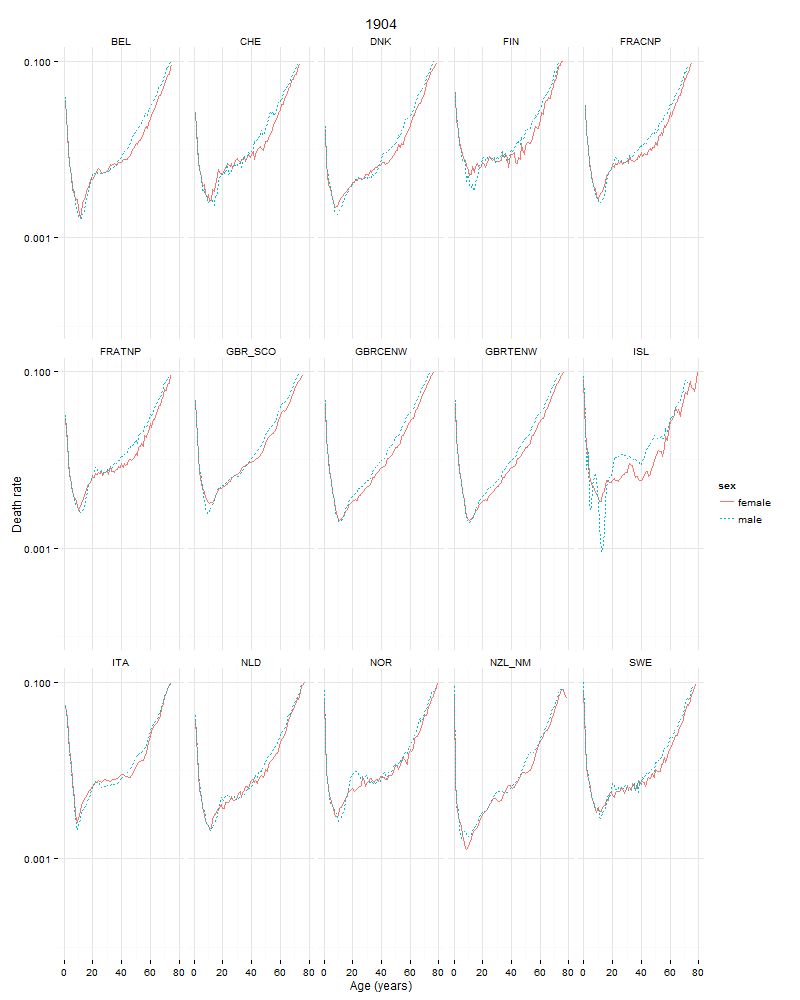 1904
BEL CHE DNK FIN FRACNP
0.100
0.001
FRATNP GBR_SCO GBRCENW GBRTENW ISL
0.100
0.001
Death rate
sex
female
male
ITA NLD NOR NZL_NM SWE
0.100
0.001
0 20 40 60 80 0 20 40 60 80 0 20 40 60 80 0 20 40 60 80 0 20 40 60 80
Age (years)